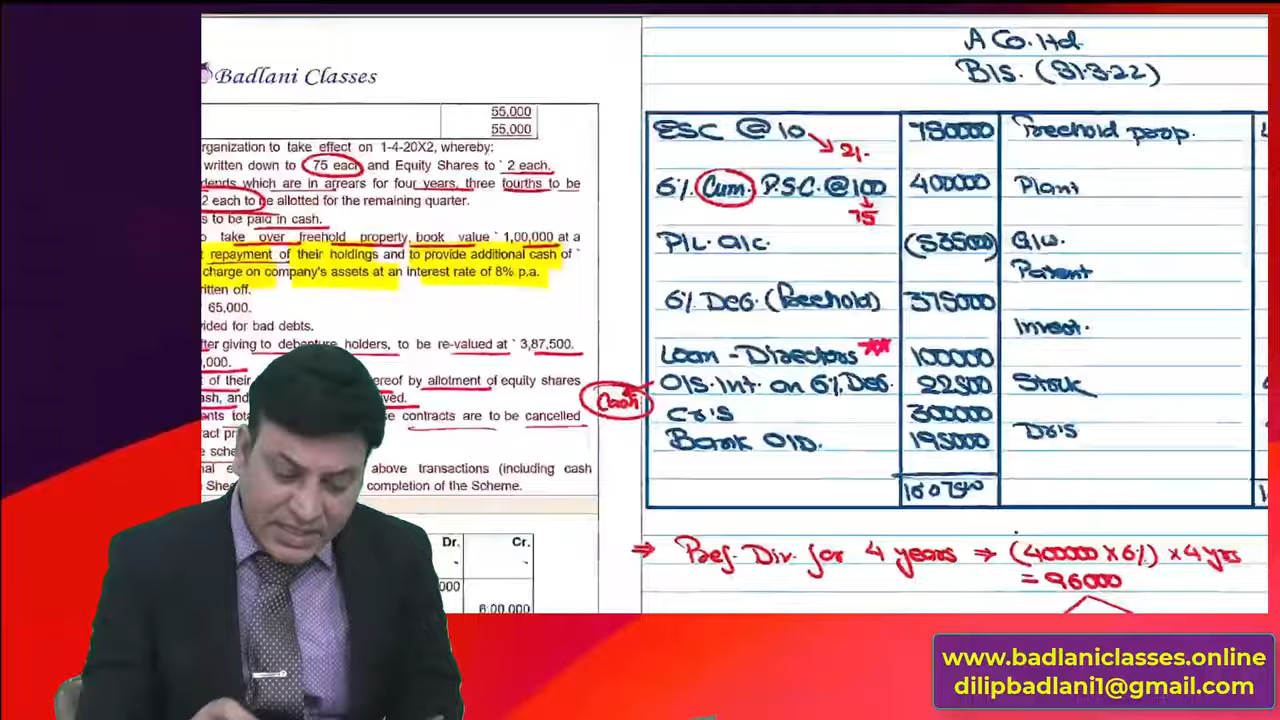 Badlani Classes
55,000
55,000
organization to take effect on 1-4-20X2, whereby:
written down to ` 75 each and Equity Shares to ` 2 each.
dends which are in arrears for four years, three fourths to be
2 each to be allotted for the remaining quarter.
s to be paid in cash.
to take over freehold property, book value ` 1,00,000 at a
repayment of their holdings and to provide additional cash of `
charge on company's assets at an interest rate of 8% p.a.
ritten off.
65,000.
vided for bad debts.
fter giving to debenture holders, to be re-valued at ` 3,87,500.
0,000.
t of their ereof by allotment of equity shares
ash, and ved.
ents tota se contracts are to be cancelled
ract pr
e sche
nal e above transactions (including cash
Shee completion of the Scheme.
Dr. Cr.
` `
000
6,00,000
A Co. Ltd.
B/S. (31.3.22)
ESC @ 10 780000 Freehold prop.
2/-
6% Cum. P.S.C. @ 100 400000 Plant
75
P/L a/c. (535000) G/w.
Patent
6% Deb. (Freehold) 375000
Invest.
Loan - Directors ** 100000
O/S. Int. on 6% Deb. 22500 Stock
Cash
Cr's 300000
Bank O/D. 195000 Dr's
⇒ Pref. Div. for 4 years ⇒ (400000 x 6%) x 4 yrs
= 96000
www.badlaniclasses.online
dilipbadlani1@gmail.com